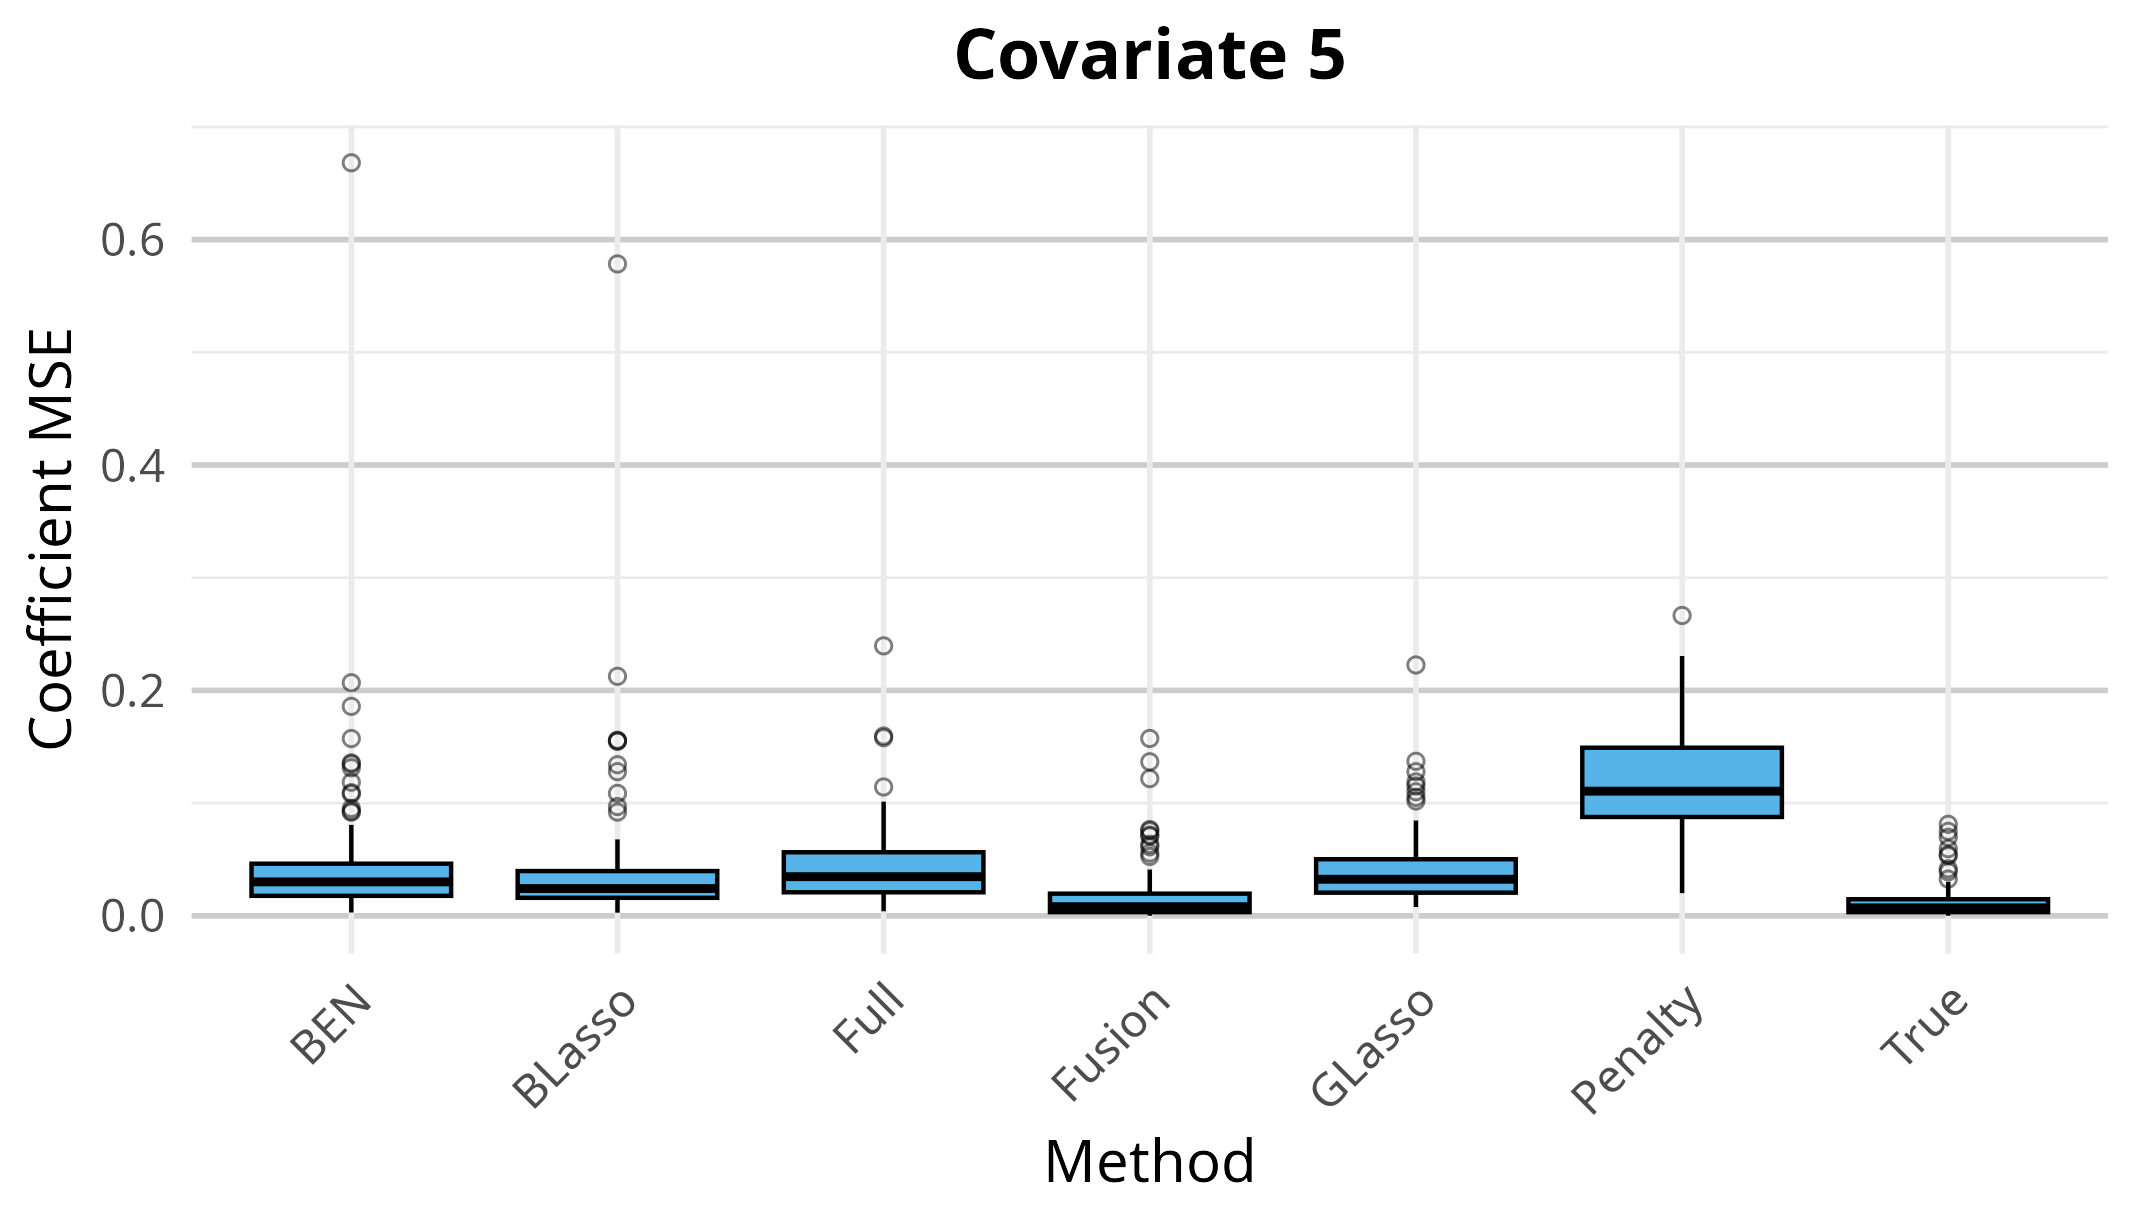 Covariate 5
Coefficient MSE
0.6
0.4
0.2
0.0
BEN
BLasso
Full
Fusion
GLasso
Penalty
True
Method